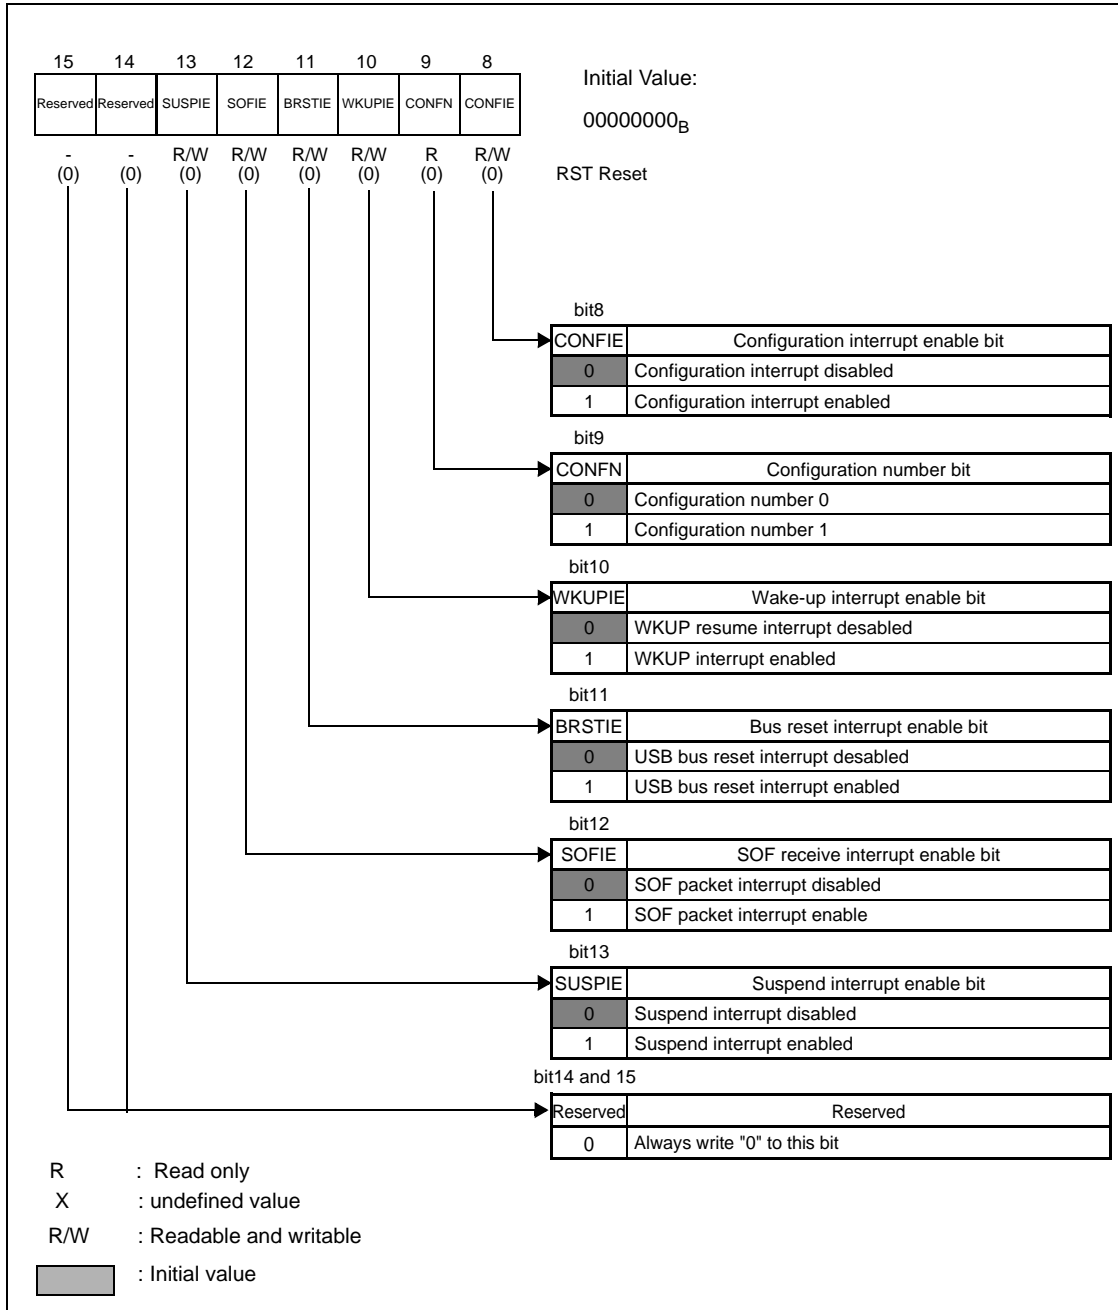 15 14 13 12 11 10 9 8
Reserved Reserved SUSPIE SOFIE BRSTIE WKUPIE CONFN CONFIE
- - R/W R/W R/W R/W R R/W
(0) (0) (0) (0) (0) (0) (0) (0)
Initial Value:
00000000B
RST Reset
bit8
CONFIE Configuration interrupt enable bit
0 Configuration interrupt disabled
1 Configuration interrupt enabled
bit9
CONFN Configuration number bit
0 Configuration number 0
1 Configuration number 1
bit10
WKUPIE Wake-up interrupt enable bit
0 WKUP resume interrupt desabled
1 WKUP interrupt enabled
bit11
BRSTIE Bus reset interrupt enable bit
0 USB bus reset interrupt desabled
1 USB bus reset interrupt enabled
bit12
SOFIE SOF receive interrupt enable bit
0 SOF packet interrupt disabled
1 SOF packet interrupt enable
bit13
SUSPIE Suspend interrupt enable bit
0 Suspend interrupt disabled
1 Suspend interrupt enabled
bit14 and 15
Reserved Reserved
0 Always write "0" to this bit
R : Read only
X : undefined value
R/W : Readable and writable
: Initial value